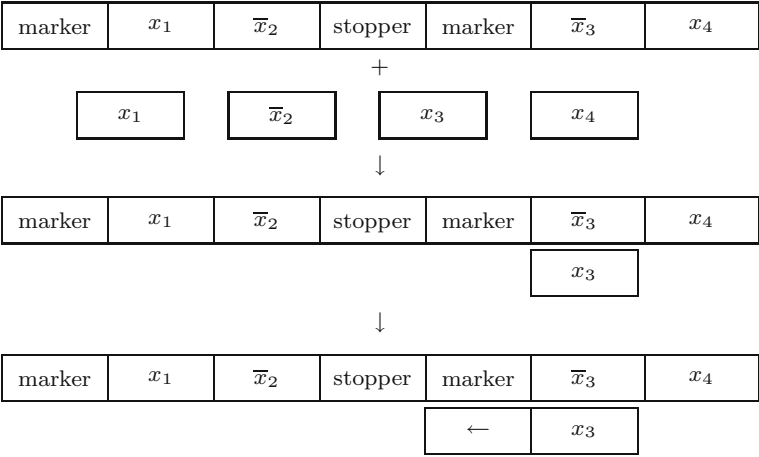 marker x₁ x̅₂ stopper marker x̅₃ x₄
+
x₁ x̅₂ x₃ x₄
↓
marker x₁ x̅₂ stopper marker x̅₃ x₄
x₃
↓
marker x₁ x̅₂ stopper marker x̅₃ x₄
← x₃